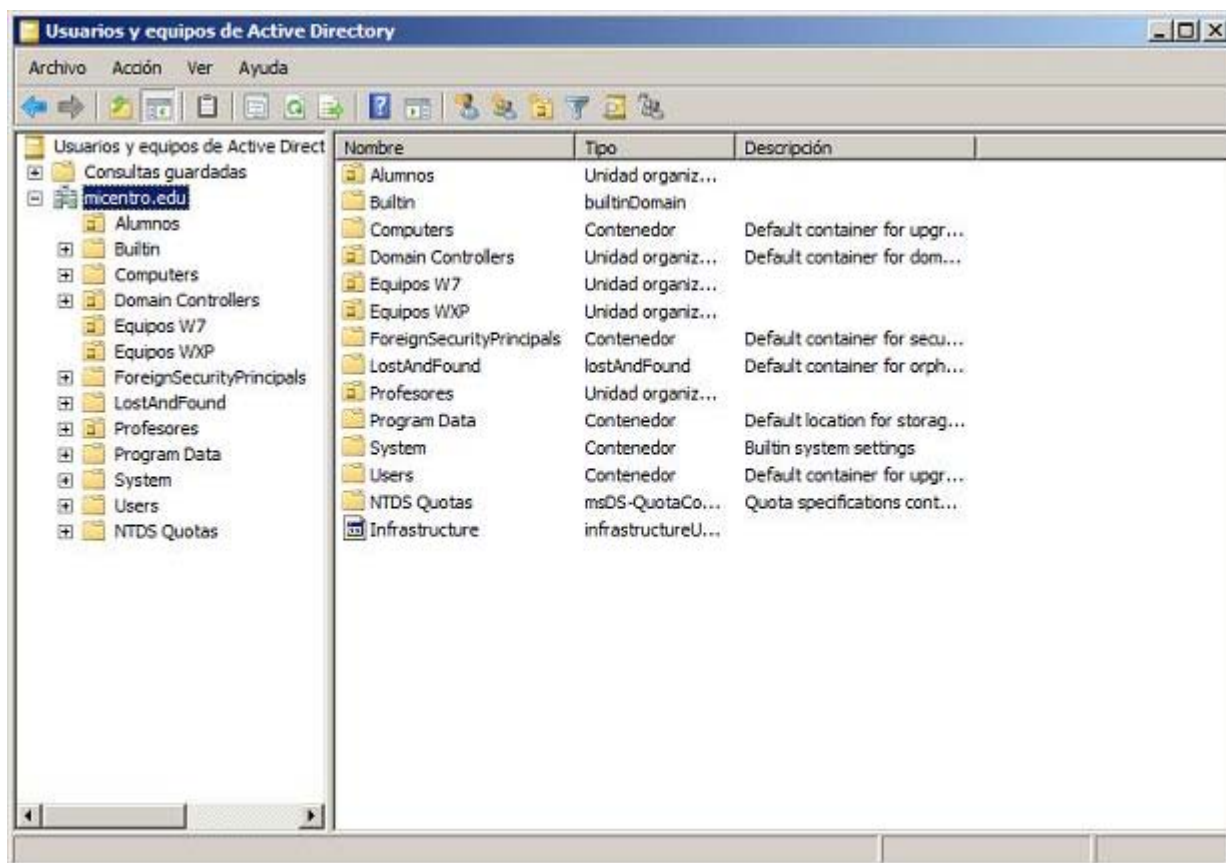 Usuarios y equipos de Active Directory
Archivo Acción Ver Ayuda
Usuarios y equipos de Active Direct
Consultas guardadas
micentro.edu
Alumnos
Builtin
Computers
Domain Controllers
Equipos W7
Equipos WXP
ForeignSecurityPrincipals
LostAndFound
Profesores
Program Data
System
Users
NTDS Quotas
Nombre Tipo Descripción
Alumnos Unidad organiz...
Builtin builtinDomain
Computers Contenedor Default container for upgr...
Domain Controllers Unidad organiz... Default container for dom...
Equipos W7 Unidad organiz...
Equipos WXP Unidad organiz...
ForeignSecurityPrincipals Contenedor Default container for secu...
LostAndFound lostAndFound Default container for orph...
Profesores Unidad organiz...
Program Data Contenedor Default location for storag...
System Contenedor Builtin system settings
Users Contenedor Default container for upgr...
NTDS Quotas msDS-QuotaCo... Quota specifications cont...
Infrastructure infrastructureU...